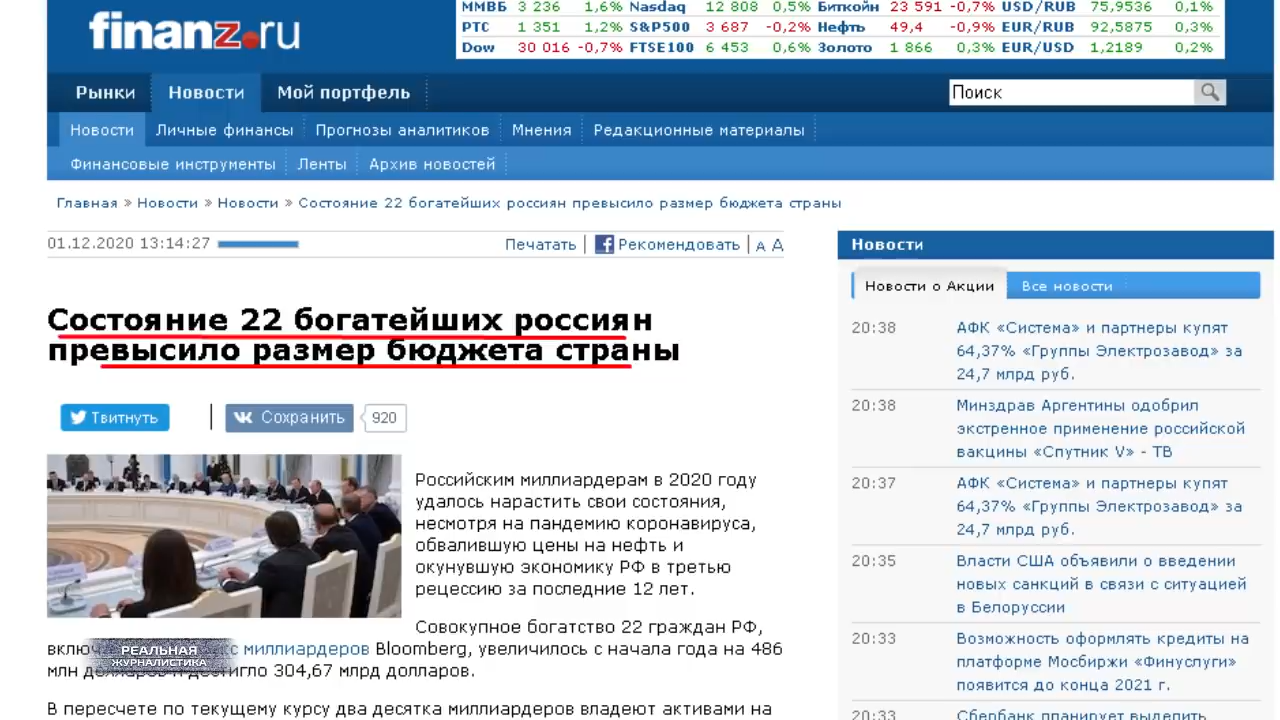 finanz.ru
ММВБ 3 236 1,6% Nasdaq 12 808 0,5% Биткойн 23 591 -0,7% USD/RUB 75,9536 0,1%
РТС 1 351 1,2% S&P500 3 687 -0,2% Нефть 49,4 -0,9% EUR/RUB 92,5875 0,3%
Dow 30 016 -0,7% FTSE100 6 453 0,6% Золото 1 866 0,3% EUR/USD 1,2189 0,2%
Рынки Новости Мой портфель Поиск
Новости Личные финансы Прогнозы аналитиков Мнения Редакционные материалы
Финансовые инструменты Ленты Архив новостей
Главная » Новости » Новости » Состояние 22 богатейших россиян превысило размер бюджета страны
01.12.2020 13:14:27 Печатать | Рекомендовать | A A
Состояние 22 богатейших россиян
превысило размер бюджета страны
Твитнуть | Сохранить 920
Российским миллиардерам в 2020 году
удалось нарастить свои состояния,
несмотря на пандемию коронавируса,
обвалившую цены на нефть и
окунувшую экономику РФ в третью
рецессию за последние 12 лет.
Совокупное богатство 22 граждан РФ,
миллиардеров Bloomberg, увеличилось с начала года на 486
млн 304,67 млрд долларов.
В пересчете по текущему курсу два десятка миллиардеров владеют активами на
РЕАЛЬНАЯ
ЖУРНАЛИСТИКА
Новости
Новости о Акции Все новости
20:38 АФК «Система» и партнеры купят
64,37% «Группы Электрозавод» за
24,7 млрд руб.
20:38 Минздрав Аргентины одобрил
экстренное применение российской
вакцины «Спутник V» - ТВ
20:37 АФК «Система» и партнеры купят
64,37% «Группы Электрозавод» за
24,7 млрд руб.
20:35 Власти США объявили о введении
новых санкций в связи с ситуацией
в Белоруссии
20:33 Возможность оформлять кредиты на
платформе Мосбиржи «Финуслуги»
появится до конца 2021 г.
20:33 Сбербанк планирует выделить